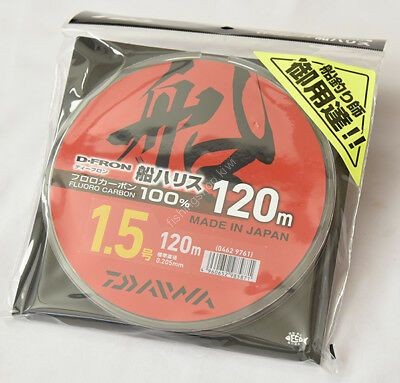 船釣り師
御用達!!
船
D-FRON 船ハリス 120m
ディーフロン
フロロカーボン 100%
FLUORO CARBON
MADE IN JAPAN
1.5号 120m
標準直径
0.205mm
(0462 9761)
DAIWA